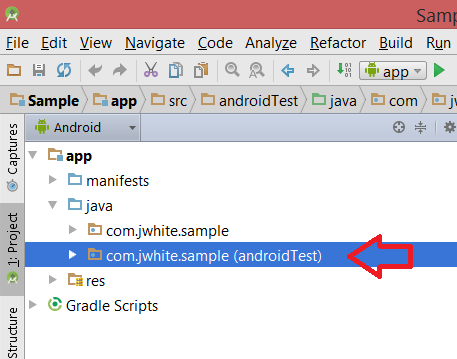 Samp
File Edit View Navigate Code Analyze Refactor Build Run
app
Sample app src androidTest java com jw
Android
app
manifests
java
com.jwhite.sample
com.jwhite.sample (androidTest)
res
Gradle Scripts
Captures
1: Project
Structure